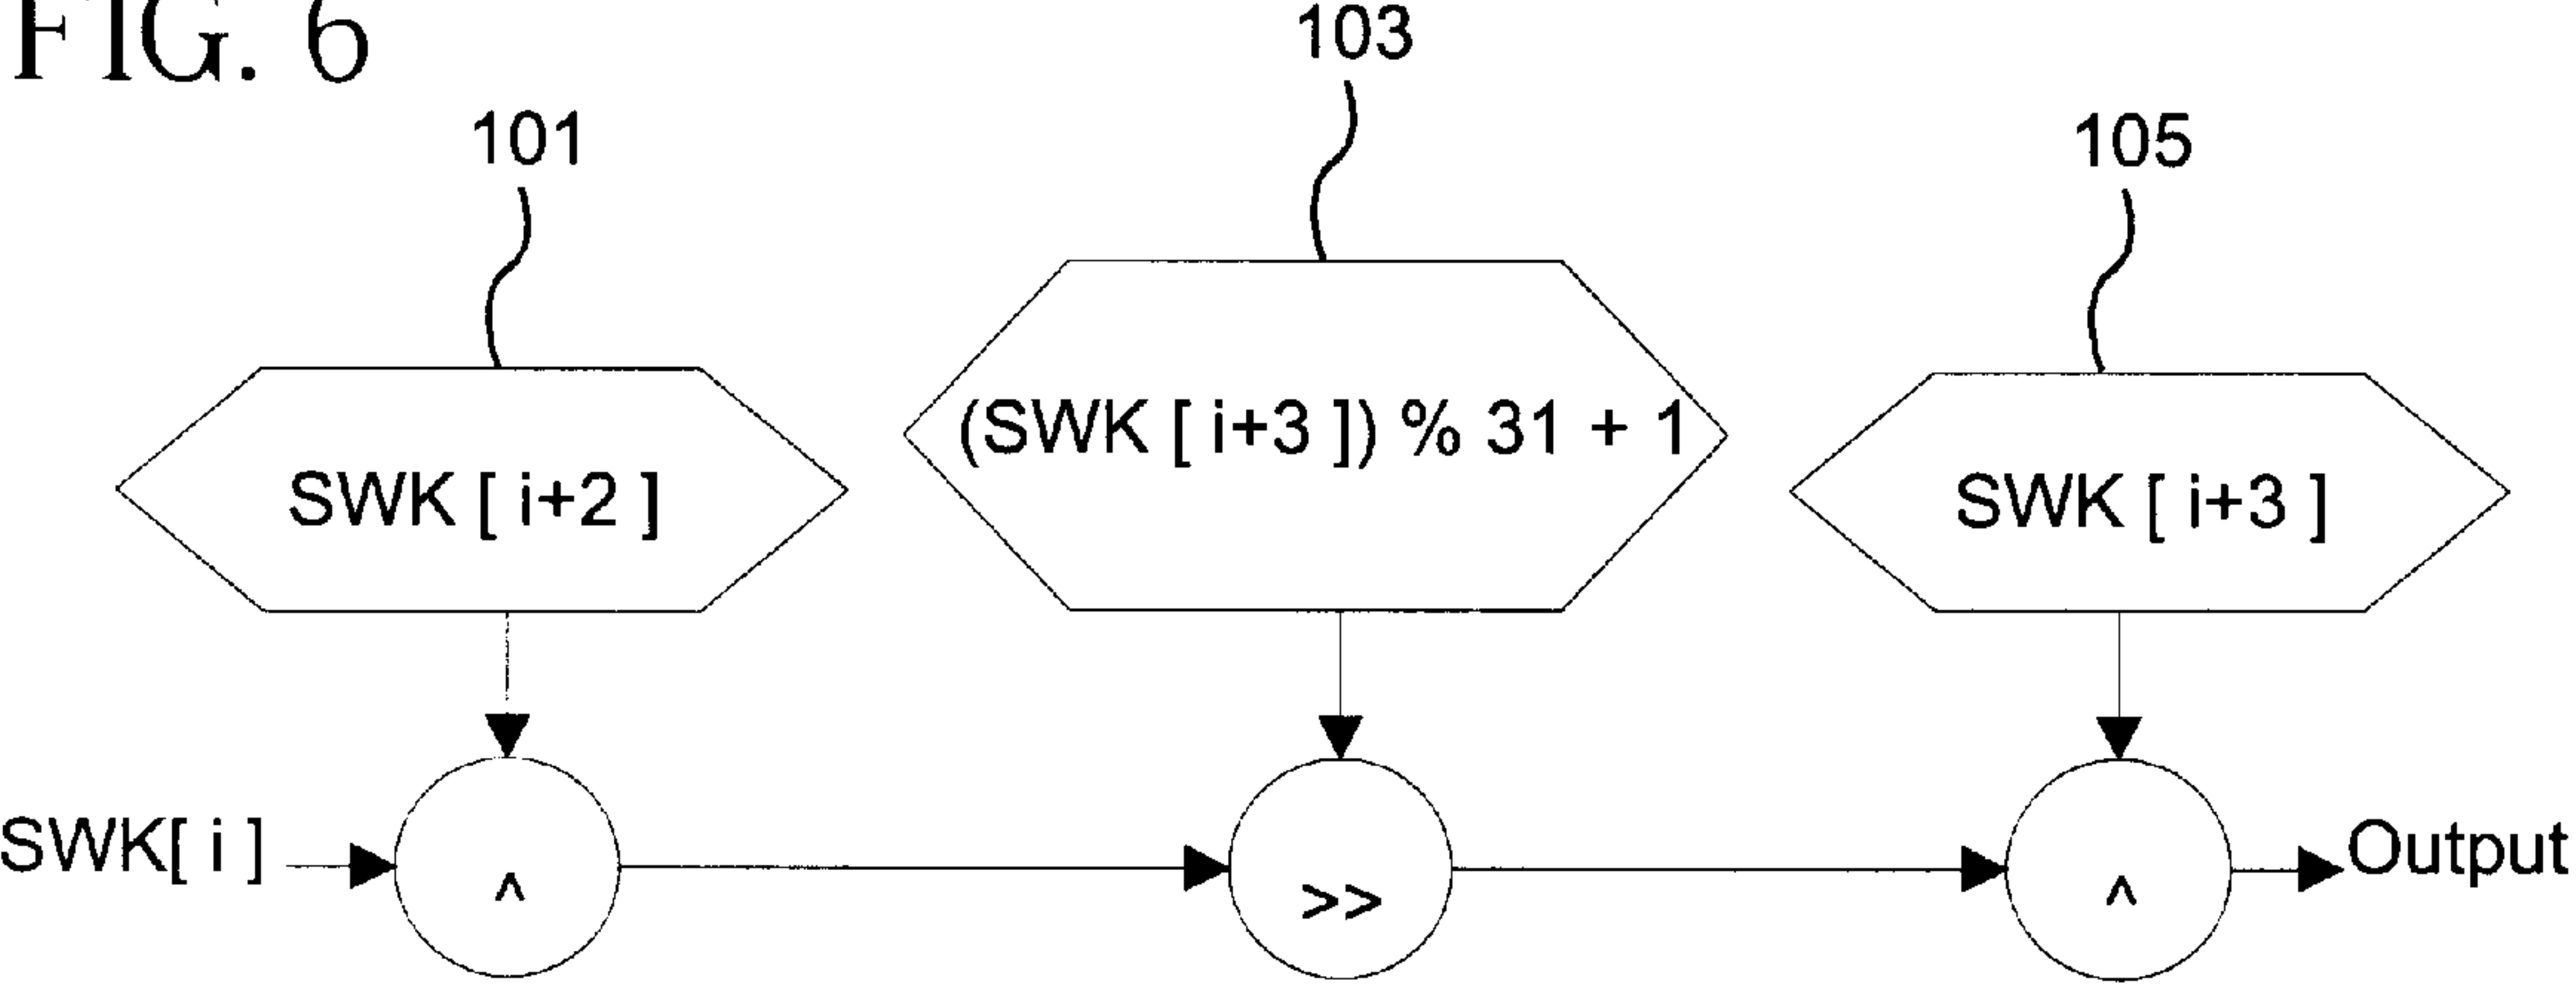 FIG. 6
103
101
105
(SWK [ i+3 ]) % 31 + 1
SWK [ i+2 ]
SWK [ i+3 ]
SWK[ i ]
^
>>
^
Output